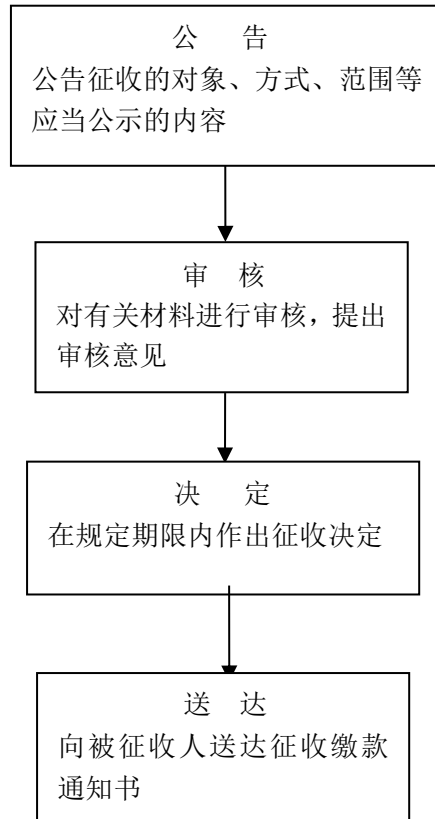 公 告
公告征收的对象、方式、范围等
应当公示的内容
审 核
对有关材料进行审核，提出
审核意见
决 定
在规定期限内作出征收决定
送 达
向被征收人送达征收缴款
通知书